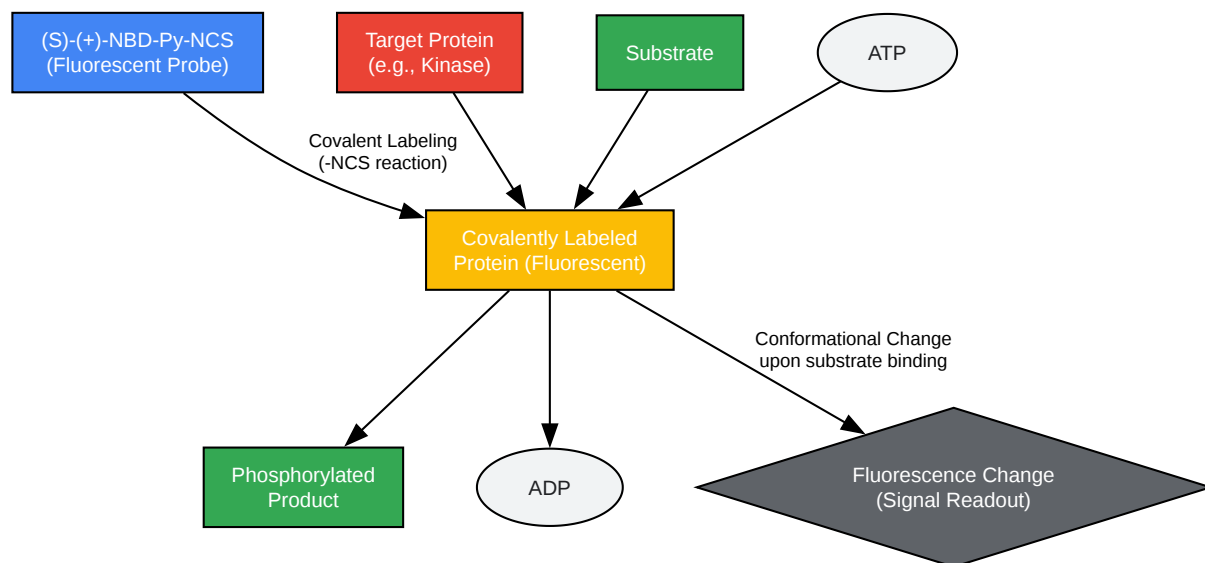 (S)-(+)-NBD-Py-NCS
(Fluorescent Probe)
Target Protein
(e.g., Kinase)
Substrate
ATP
Covalent Labeling
(-NCS reaction)
Covalently Labeled
Protein (Fluorescent)
Conformational Change
upon substrate binding
Phosphorylated
Product
ADP
Fluorescence Change
(Signal Readout)